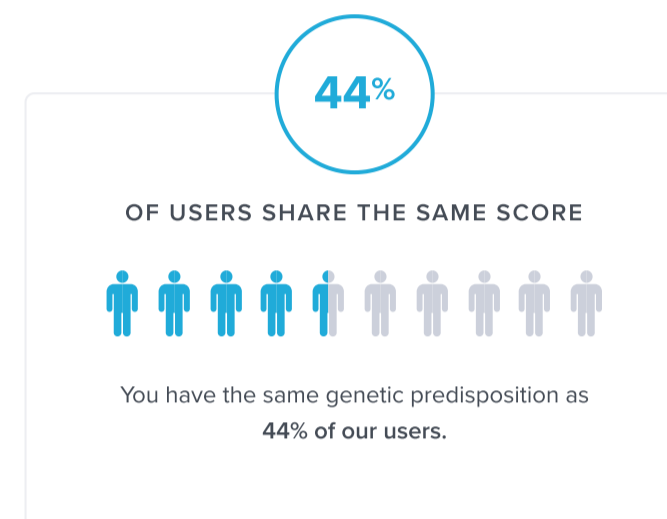 44%
OF USERS SHARE THE SAME SCORE
You have the same genetic predisposition as
44% of our users.